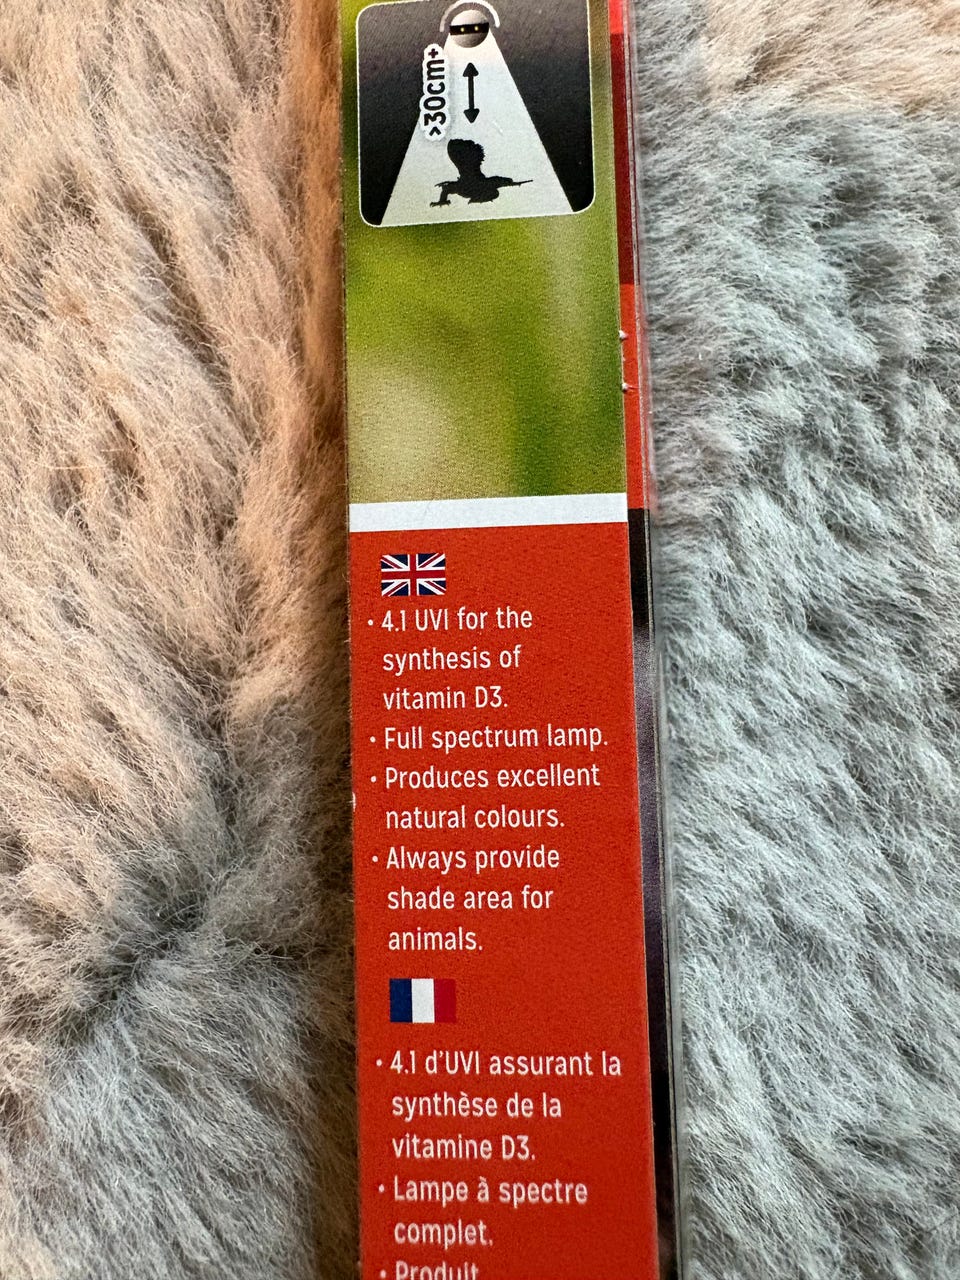 >30cm+
• 4.1 UVI for the
synthesis of
vitamin D3.
• Full spectrum lamp.
• Produces excellent
natural colours.
• Always provide
shade area for
animals.
• 4.1 d'UVI assurant la
synthèse de la
vitamine D3.
• Lampe à spectre
complet.
• Produit